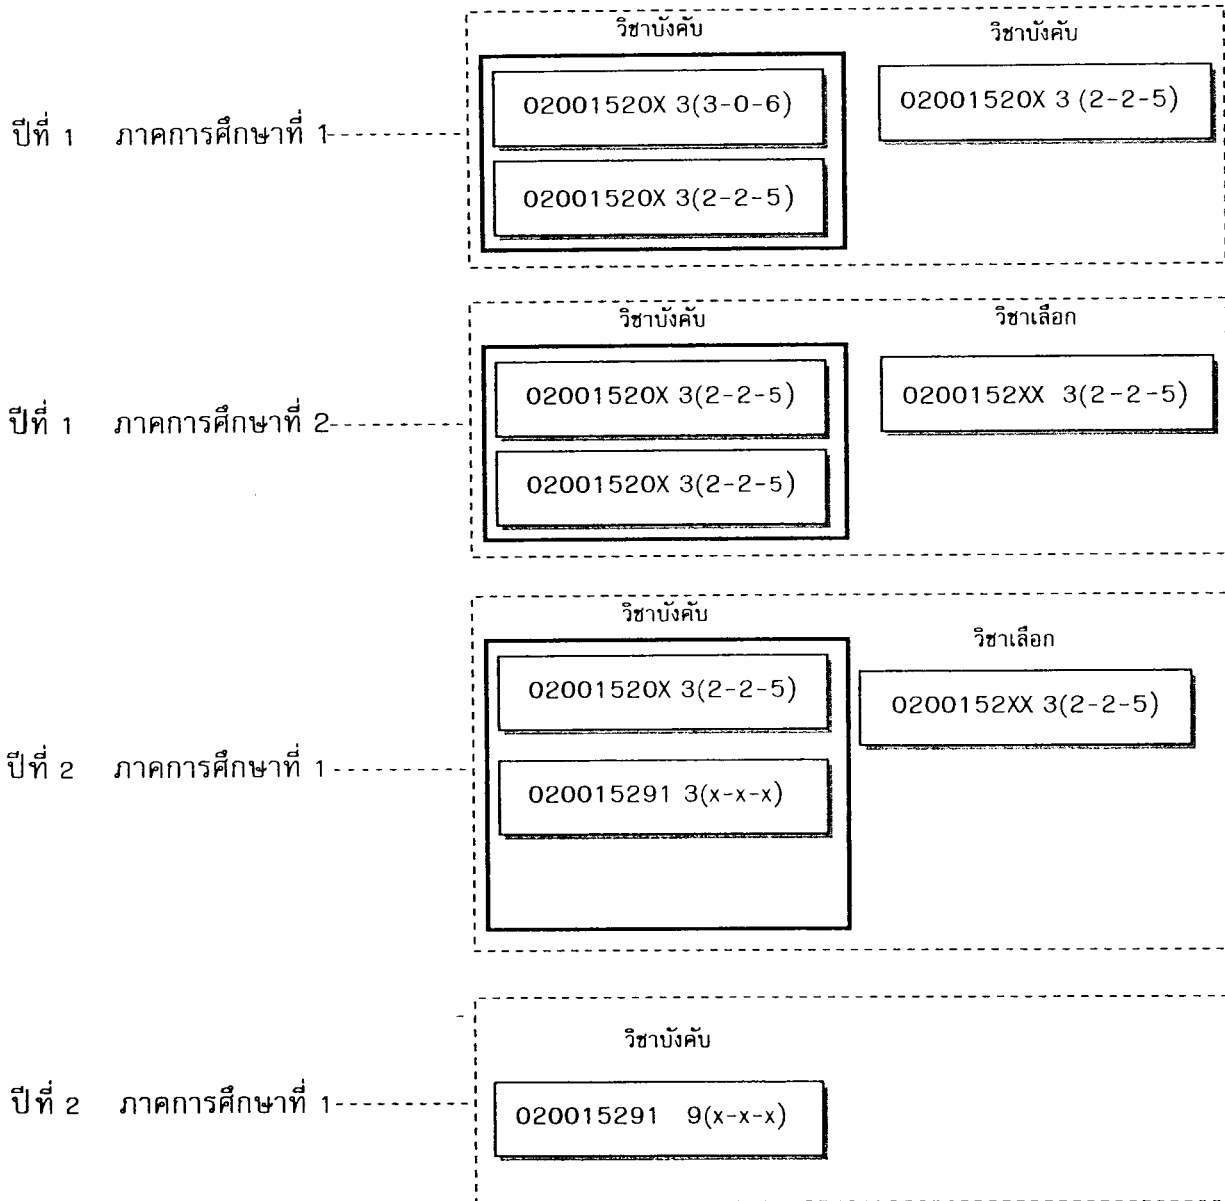 วิชาบังคับ วิชาบังคับ
02001520X 3(3-0-6) 02001520X 3 (2-2-5)
ปีที่ 1 ภาคการศึกษาที่ 1
02001520X 3(2-2-5)
วิชาบังคับ วิชาเลือก
02001520X 3(2-2-5) 0200152XX 3(2-2-5)
ปีที่ 1 ภาคการศึกษาที่ 2
02001520X 3(2-2-5)
วิชาบังคับ
วิชาเลือก
02001520X 3(2-2-5) 0200152XX 3(2-2-5)
ปีที่ 2 ภาคการศึกษาที่ 1
020015291 3(x-x-x)
วิชาบังคับ
ปีที่ 2 ภาคการศึกษาที่ 1
020015291 9(x-x-x)